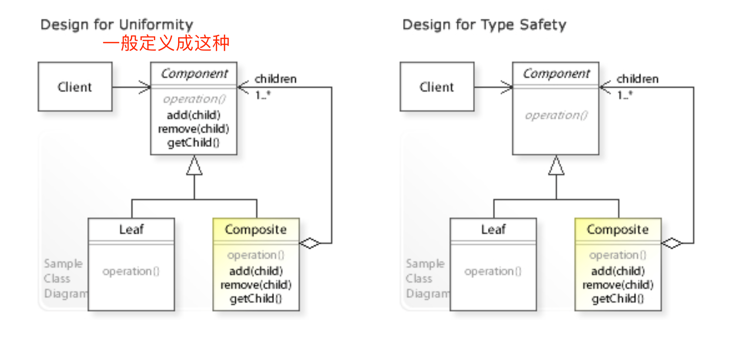 Design for Uniformity
一般定义成这种
Client
Component
operation()
add(child)
remove(child)
getChild()
children
1..*
Leaf
operation()
Composite
operation()
add(child)
remove(child)
getChild()
Sample
Class
Diagram
Design for Type Safety
Client
Component
operation()
children
1..*
Leaf
operation()
Composite
operation()
add(child)
remove(child)
getChild()
Sample
Class
Diagram